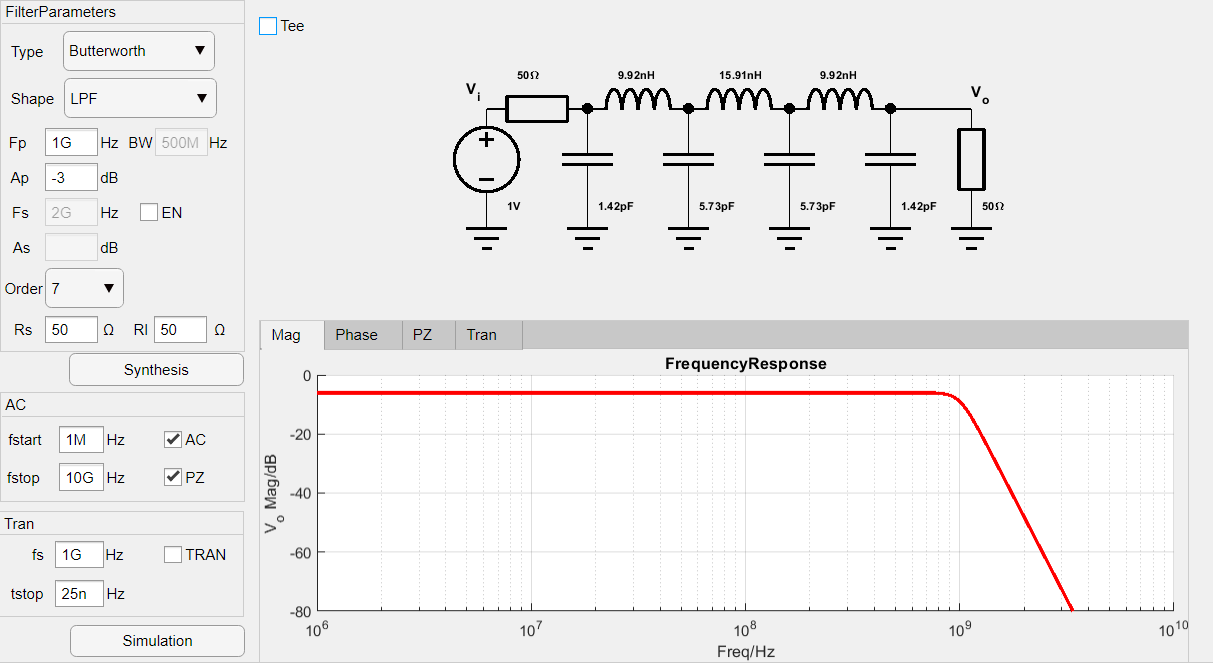 FilterParameters
Type Butterworth
Shape LPF
Fp 1G Hz BW 500M Hz
Ap -3 dB
Fs 2G Hz EN
As dB
Order 7
Rs 50 Ω Rl 50 Ω
Synthesis
AC
fstart 1M Hz AC
fstop 10G Hz PZ
Tran
fs 1G Hz TRAN
tstop 25n Hz
Simulation
Tee
50Ω 9.92nH 15.91nH 9.92nH
Vi Vo
1V 1.42pF 5.73pF 5.73pF 1.42pF 50Ω
Mag Phase PZ Tran
FrequencyResponse
Vo Mag/dB
0
-20
-40
-60
-80
10^6 10^7 10^8 10^9 10^10
Freq/Hz